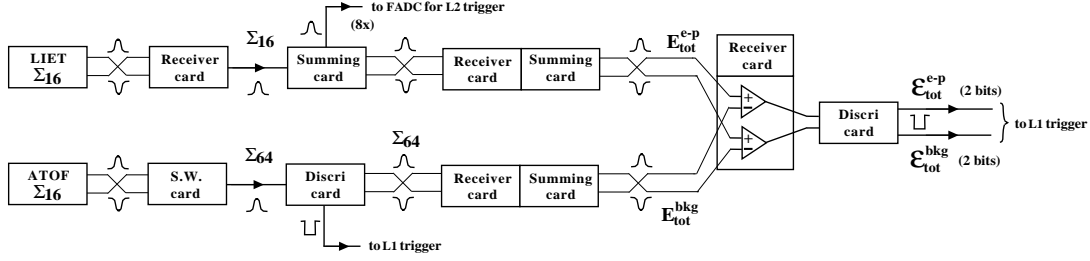 to FADC for L2 trigger
(8x)
LIET
Σ16
Receiver
card
Σ16
Summing
card
Receiver
card
Summing
card
E e-p tot
Receiver
card
+
−
+
−
Discri
card
ℰ e-p tot (2 bits)
to L1 trigger
ℰ bkg tot (2 bits)
ATOF
Σ16
S.W.
card
Σ64
Discri
card
Σ64
Receiver
card
Summing
card
E bkg tot
to L1 trigger